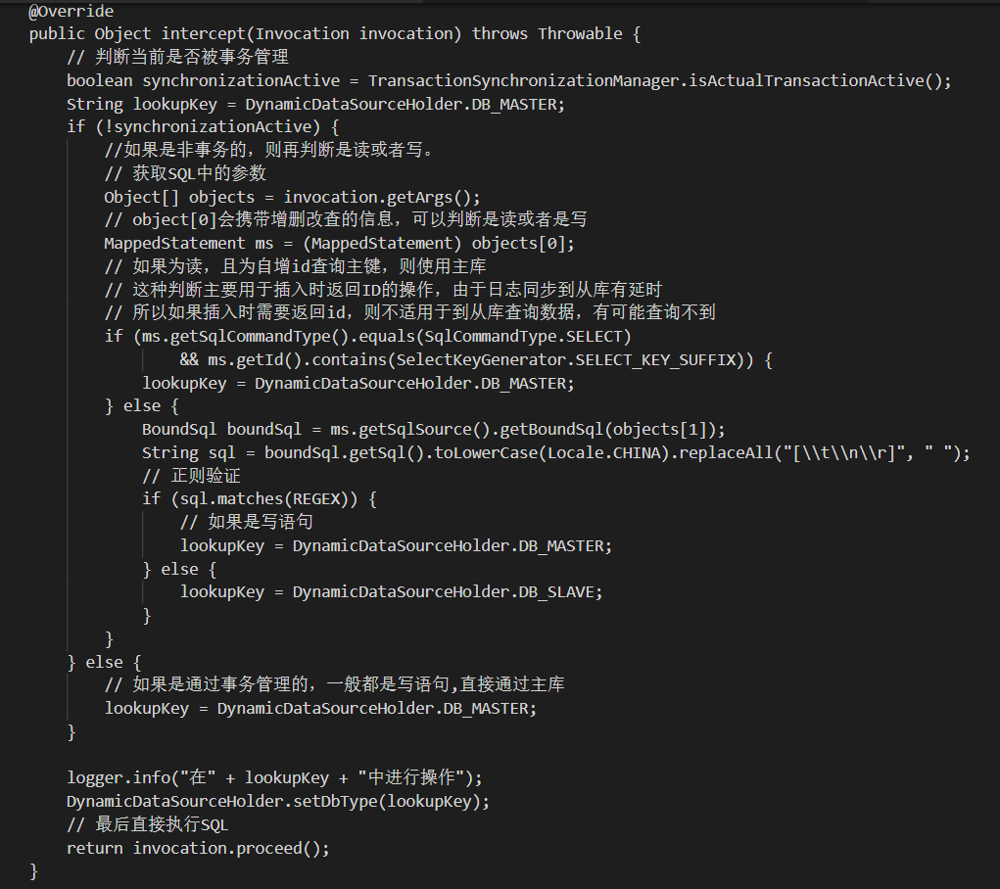 @Override
public Object intercept(Invocation invocation) throws Throwable {
    // 判断当前是否被事务管理
    boolean synchronizationActive = TransactionSynchronizationManager.isActualTransactionActive();
    String lookupKey = DynamicDataSourceHolder.DB_MASTER;
    if (!synchronizationActive) {
        //如果是非事务的，则再判断是读或者写。
        // 获取SQL中的参数
        Object[] objects = invocation.getArgs();
        // object[0]会携带增删改查的信息，可以判断是读或者是写
        MappedStatement ms = (MappedStatement) objects[0];
        // 如果为读，且为自增id查询主键，则使用主库
        // 这种判断主要用于插入时返回ID的操作，由于日志同步到从库有延时
        // 所以如果插入时需要返回id，则不适用于到从库查询数据，有可能查询不到
        if (ms.getSqlCommandType().equals(SqlCommandType.SELECT)
                && ms.getId().contains(SelectKeyGenerator.SELECT_KEY_SUFFIX)) {
            lookupKey = DynamicDataSourceHolder.DB_MASTER;
        } else {
            BoundSql boundSql = ms.getSqlSource().getBoundSql(objects[1]);
            String sql = boundSql.getSql().toLowerCase(Locale.CHINA).replaceAll("[\\t\\n\\r]", " ");
            // 正则验证
            if (sql.matches(REGEX)) {
                // 如果是写语句
                lookupKey = DynamicDataSourceHolder.DB_MASTER;
            } else {
                lookupKey = DynamicDataSourceHolder.DB_SLAVE;
            }
        }
    } else {
        // 如果是通过事务管理的，一般都是写语句,直接通过主库
        lookupKey = DynamicDataSourceHolder.DB_MASTER;
    }
    logger.info("在" + lookupKey + "中进行操作");
    DynamicDataSourceHolder.setDbType(lookupKey);
    // 最后直接执行SQL
    return invocation.proceed();
}